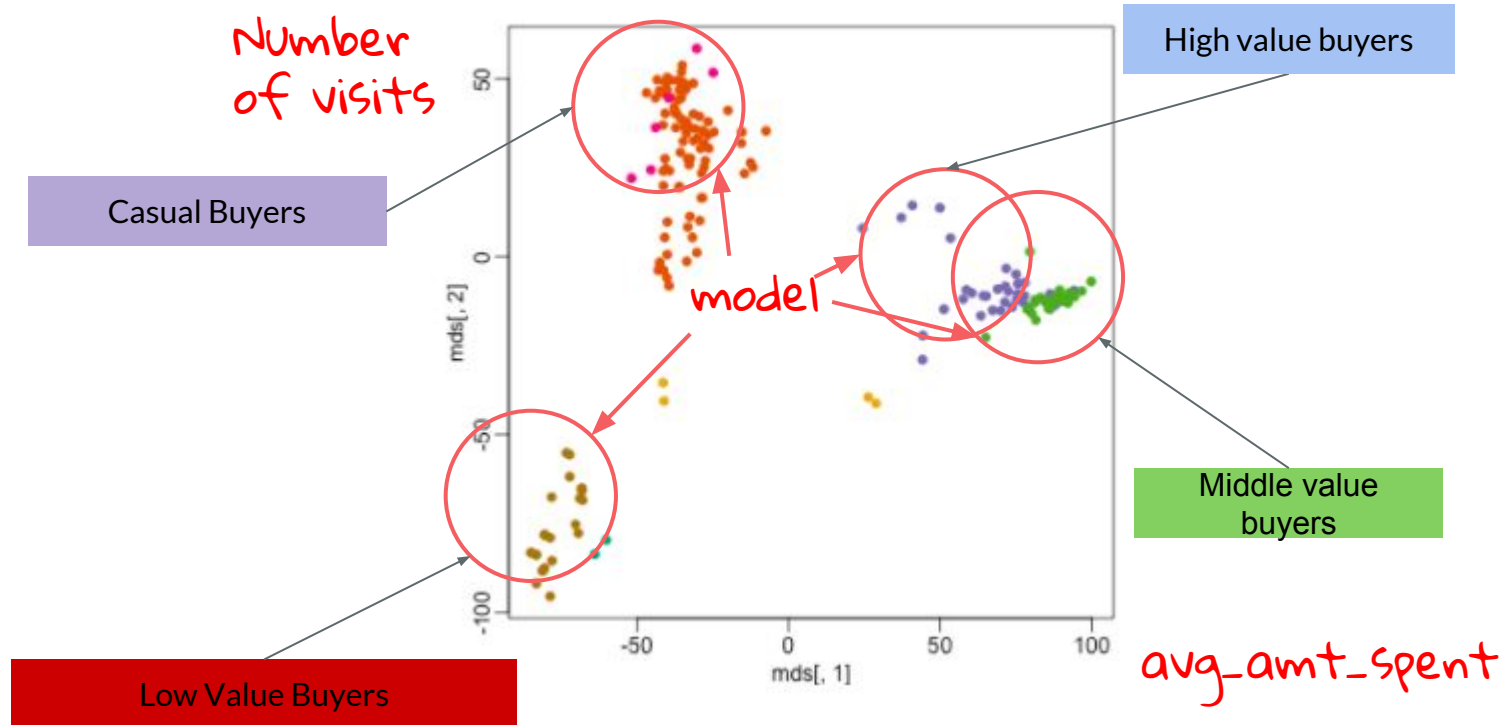 Number
of visits
High value buyers
Casual Buyers
model
Middle value
buyers
Low Value Buyers
avg_amt_spent
mds[, 2]
50
0
-50
-100
-50
0
50
100
mds[, 1]